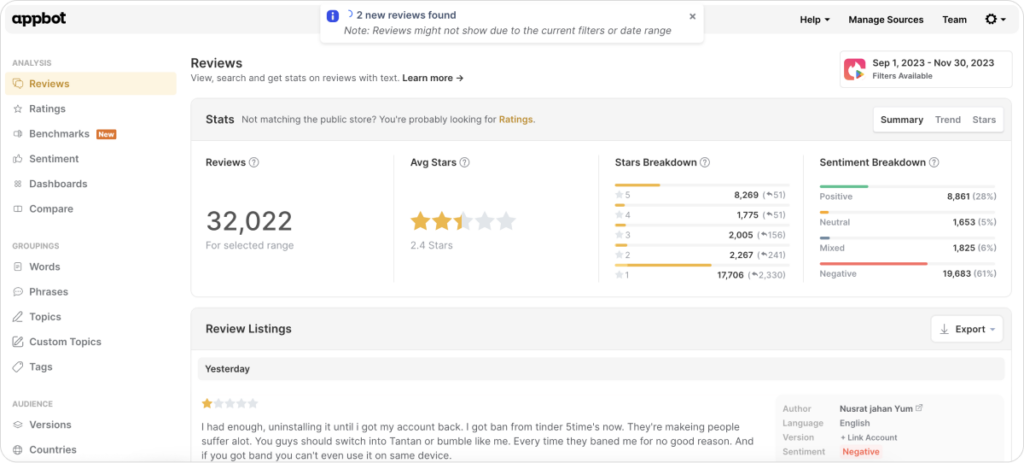 appbot
2 new reviews found
Note: Reviews might not show due to the current filters or date range
Help
Manage Sources
Team
ANALYSIS
Reviews
Ratings
Benchmarks New
Sentiment
Dashboards
Compare
GROUPINGS
Words
Phrases
Topics
Custom Topics
Tags
AUDIENCE
Versions
Countries
Reviews
View, search and get stats on reviews with text. Learn more →
Sep 1, 2023 - Nov 30, 2023
Filters Available
Stats Not matching the public store? You're probably looking for Ratings.
Summary Trend Stars
Reviews
32,022
For selected range
Avg Stars
2.4 Stars
Stars Breakdown
5 8,269 (51)
4 1,775 (51)
3 2,005 (156)
2 2,267 (241)
1 17,706 (2,330)
Sentiment Breakdown
Positive 8,861 (28%)
Neutral 1,653 (5%)
Mixed 1,825 (6%)
Negative 19,683 (61%)
Review Listings
Export
Yesterday
I had enough, uninstalling it until i got my account back. I got ban from tinder 5time's now. They're makeing people
suffer alot. You guys should switch into Tantan or bumble like me. Every time they baned me for no good reason. And
if you got band you can't even use it on same device.
Author Nusrat jahan Yum
Language English
Version + Link Account
Sentiment Negative